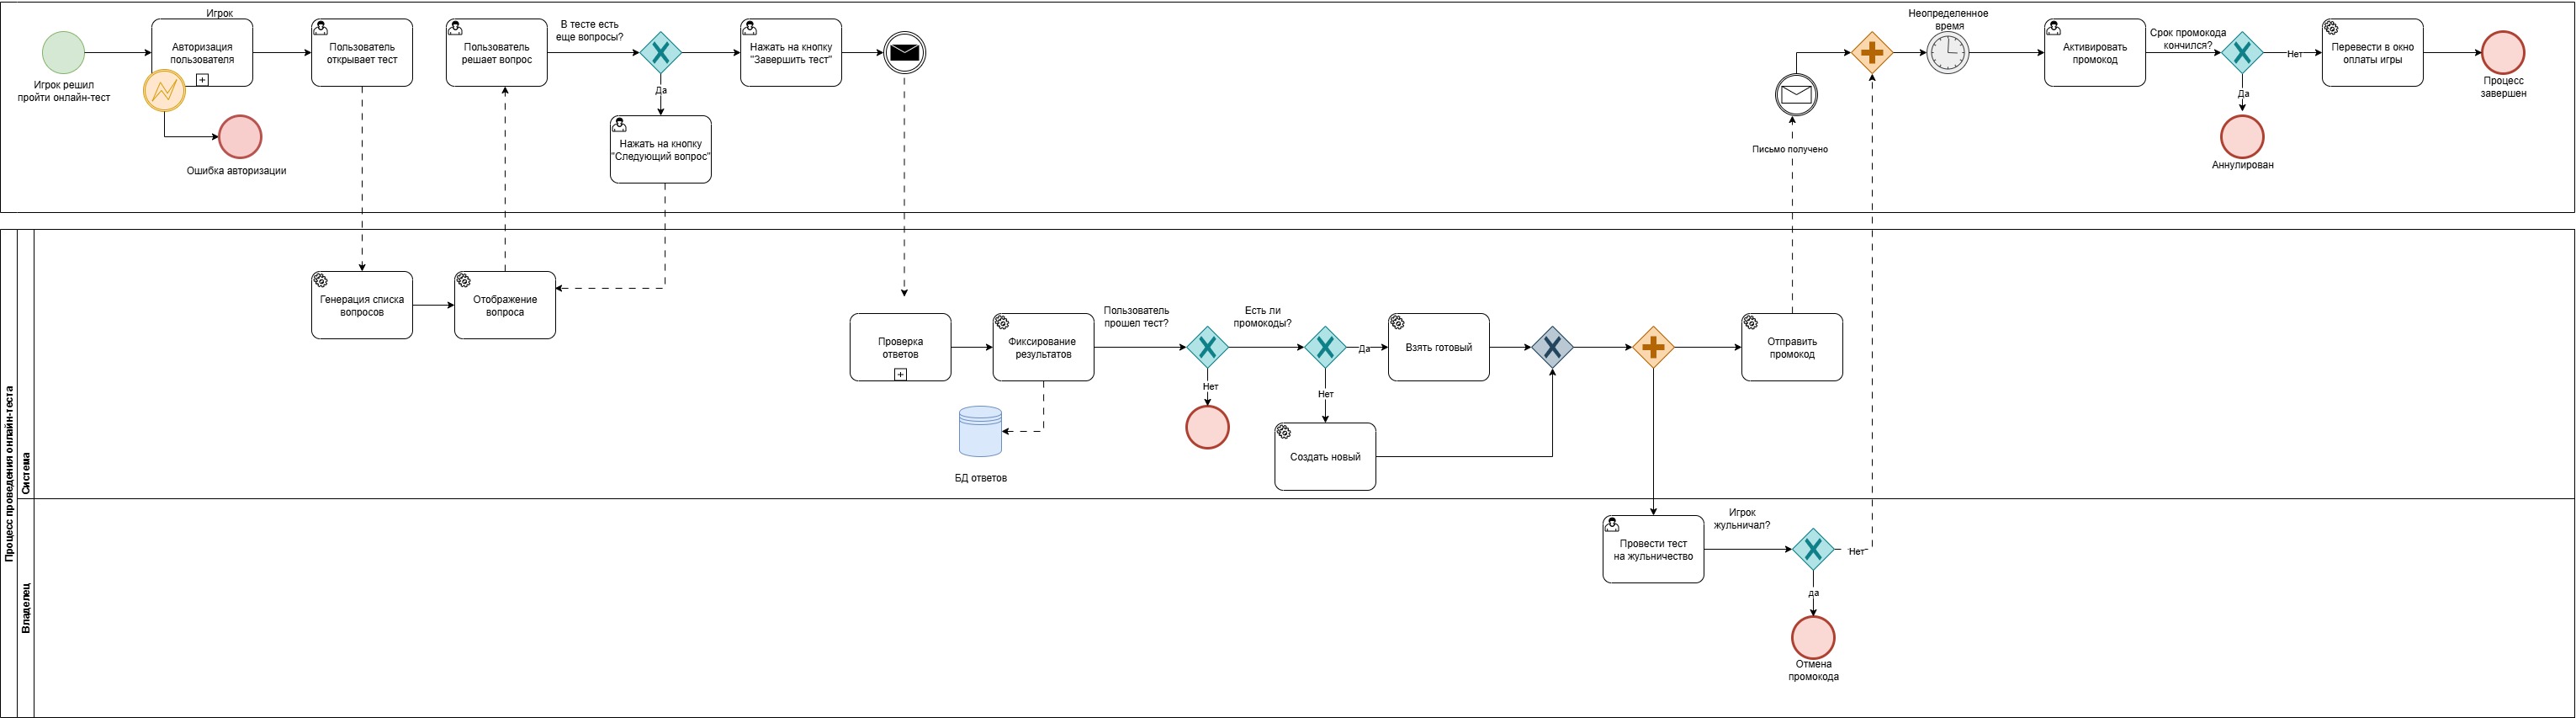 Игрок
Игрок решил
пройти онлайн-тест
Авторизация
пользователя
Ошибка авторизации
Пользователь
открывает тест
Пользователь
решает вопрос
В тесте есть
еще вопросы?
Да
Нажать на кнопку
"Следующий вопрос"
Нажать на кнопку
"Завершить тест"
Письмо получено
Неопределенное
время
Активировать
промокод
Срок промокода
кончился?
Нет
Да
Аннулирован
Перевести в окно
оплаты игры
Процесс
завершен
Процесс проведения онлайн-теста
Система
Генерация списка
вопросов
Отображение
вопроса
Проверка
ответов
Фиксирование
результатов
БД ответов
Пользователь
прошел тест?
Нет
Есть ли
промокоды?
Да
Нет
Взять готовый
Создать новый
Отправить
промокод
Владелец
Провести тест
на жульничество
Игрок
жульничал?
Нет
да
Отмена
промокода